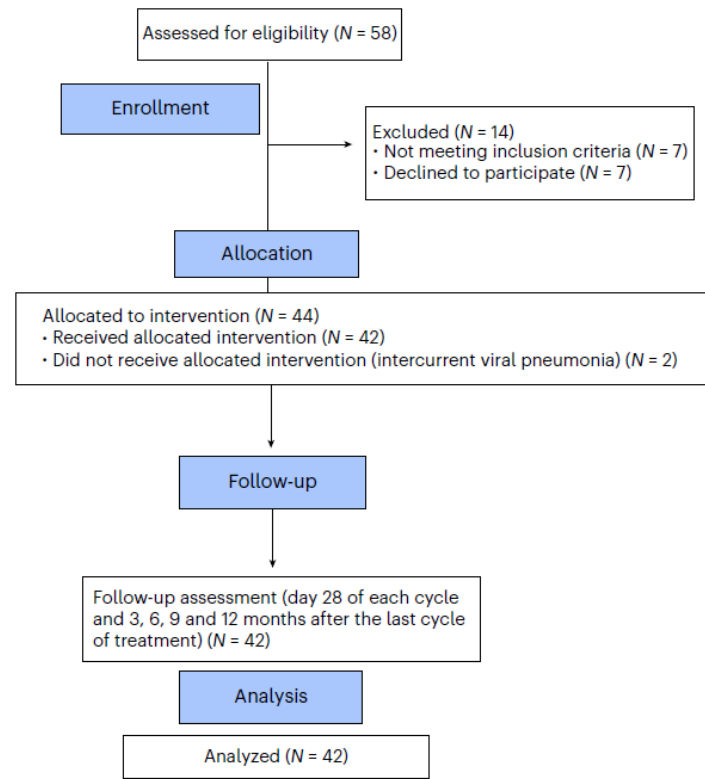 Assessed for eligibility (N = 58)
Enrollment
Excluded (N = 14)
• Not meeting inclusion criteria (N = 7)
• Declined to participate (N = 7)
Allocation
Allocated to intervention (N = 44)
• Received allocated intervention (N = 42)
• Did not receive allocated intervention (intercurrent viral pneumonia) (N = 2)
Follow-up
Follow-up assessment (day 28 of each cycle
and 3, 6, 9 and 12 months after the last cycle
of treatment) (N = 42)
Analysis
Analyzed (N = 42)